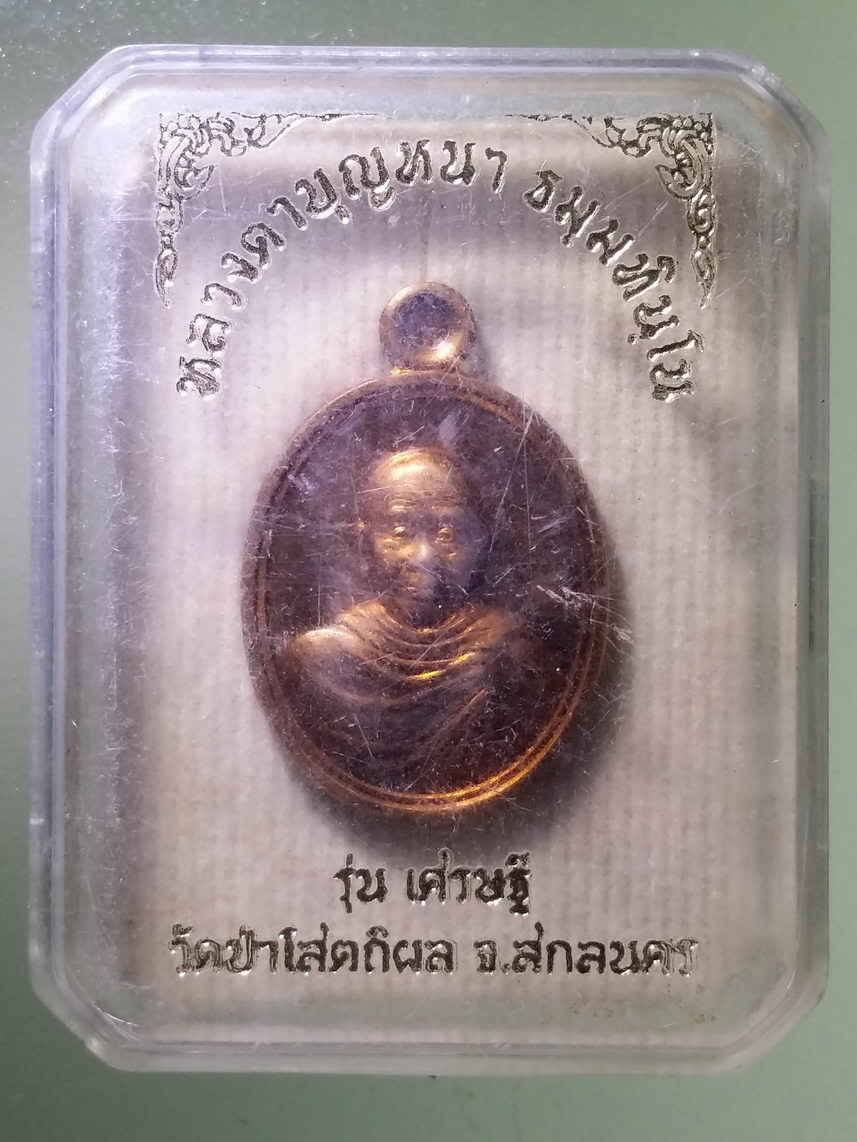 หลวงตาบุญหนา ธมฺมทินฺโน
รุ่น เศรษฐี
วัดป่าโสตถิผล จ.สกลนคร